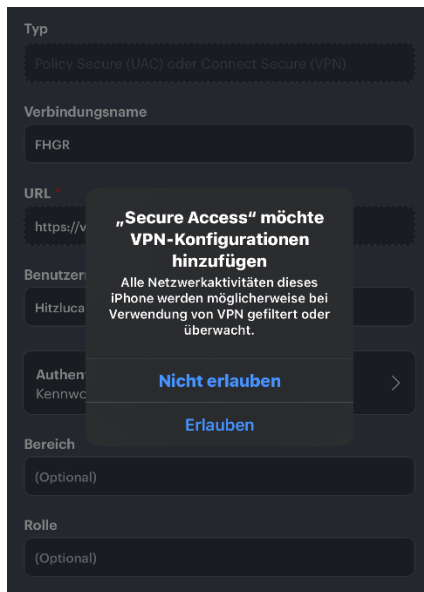 Typ
Policy Secure (UAC) oder Connect Secure (VPN)
Verbindungsname
FHGR
URL *
https://v
„Secure Access“ möchte
VPN-Konfigurationen
hinzufügen
Alle Netzwerkaktivitäten dieses
iPhone werden möglicherweise bei
Verwendung von VPN gefiltert oder
überwacht.
Nicht erlauben
Erlauben
Benutzer
Hitzluca
Authen
Kennwo
Bereich
(Optional)
Rolle
(Optional)